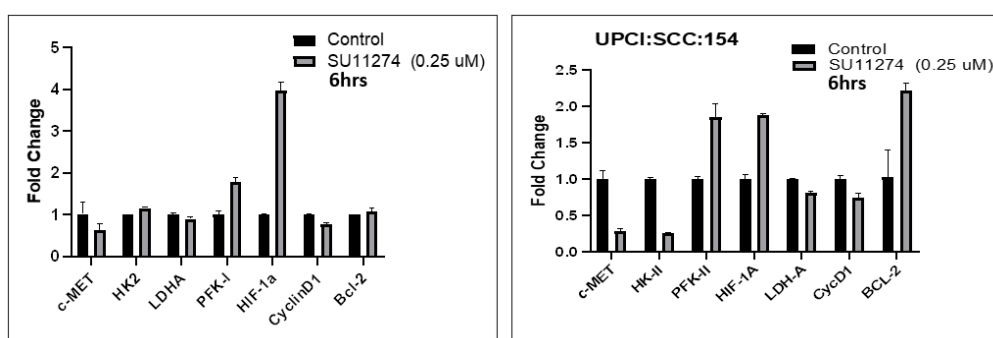 Control
SU11274 (0.25 uM)
6hrs
Fold Change
5
4
3
2
1
0
c-MET
HK2
LDHA
PFK-I
HIF-1a
CyclinD1
Bcl-2
UPCI:SCC:154
Control
SU11274 (0.25 uM)
6hrs
Fold Change
2.5
2.0
1.5
1.0
0.5
0.0
c-MET
HK-II
PFK-II
HIF-1A
LDH-A
CycD1
BCL-2